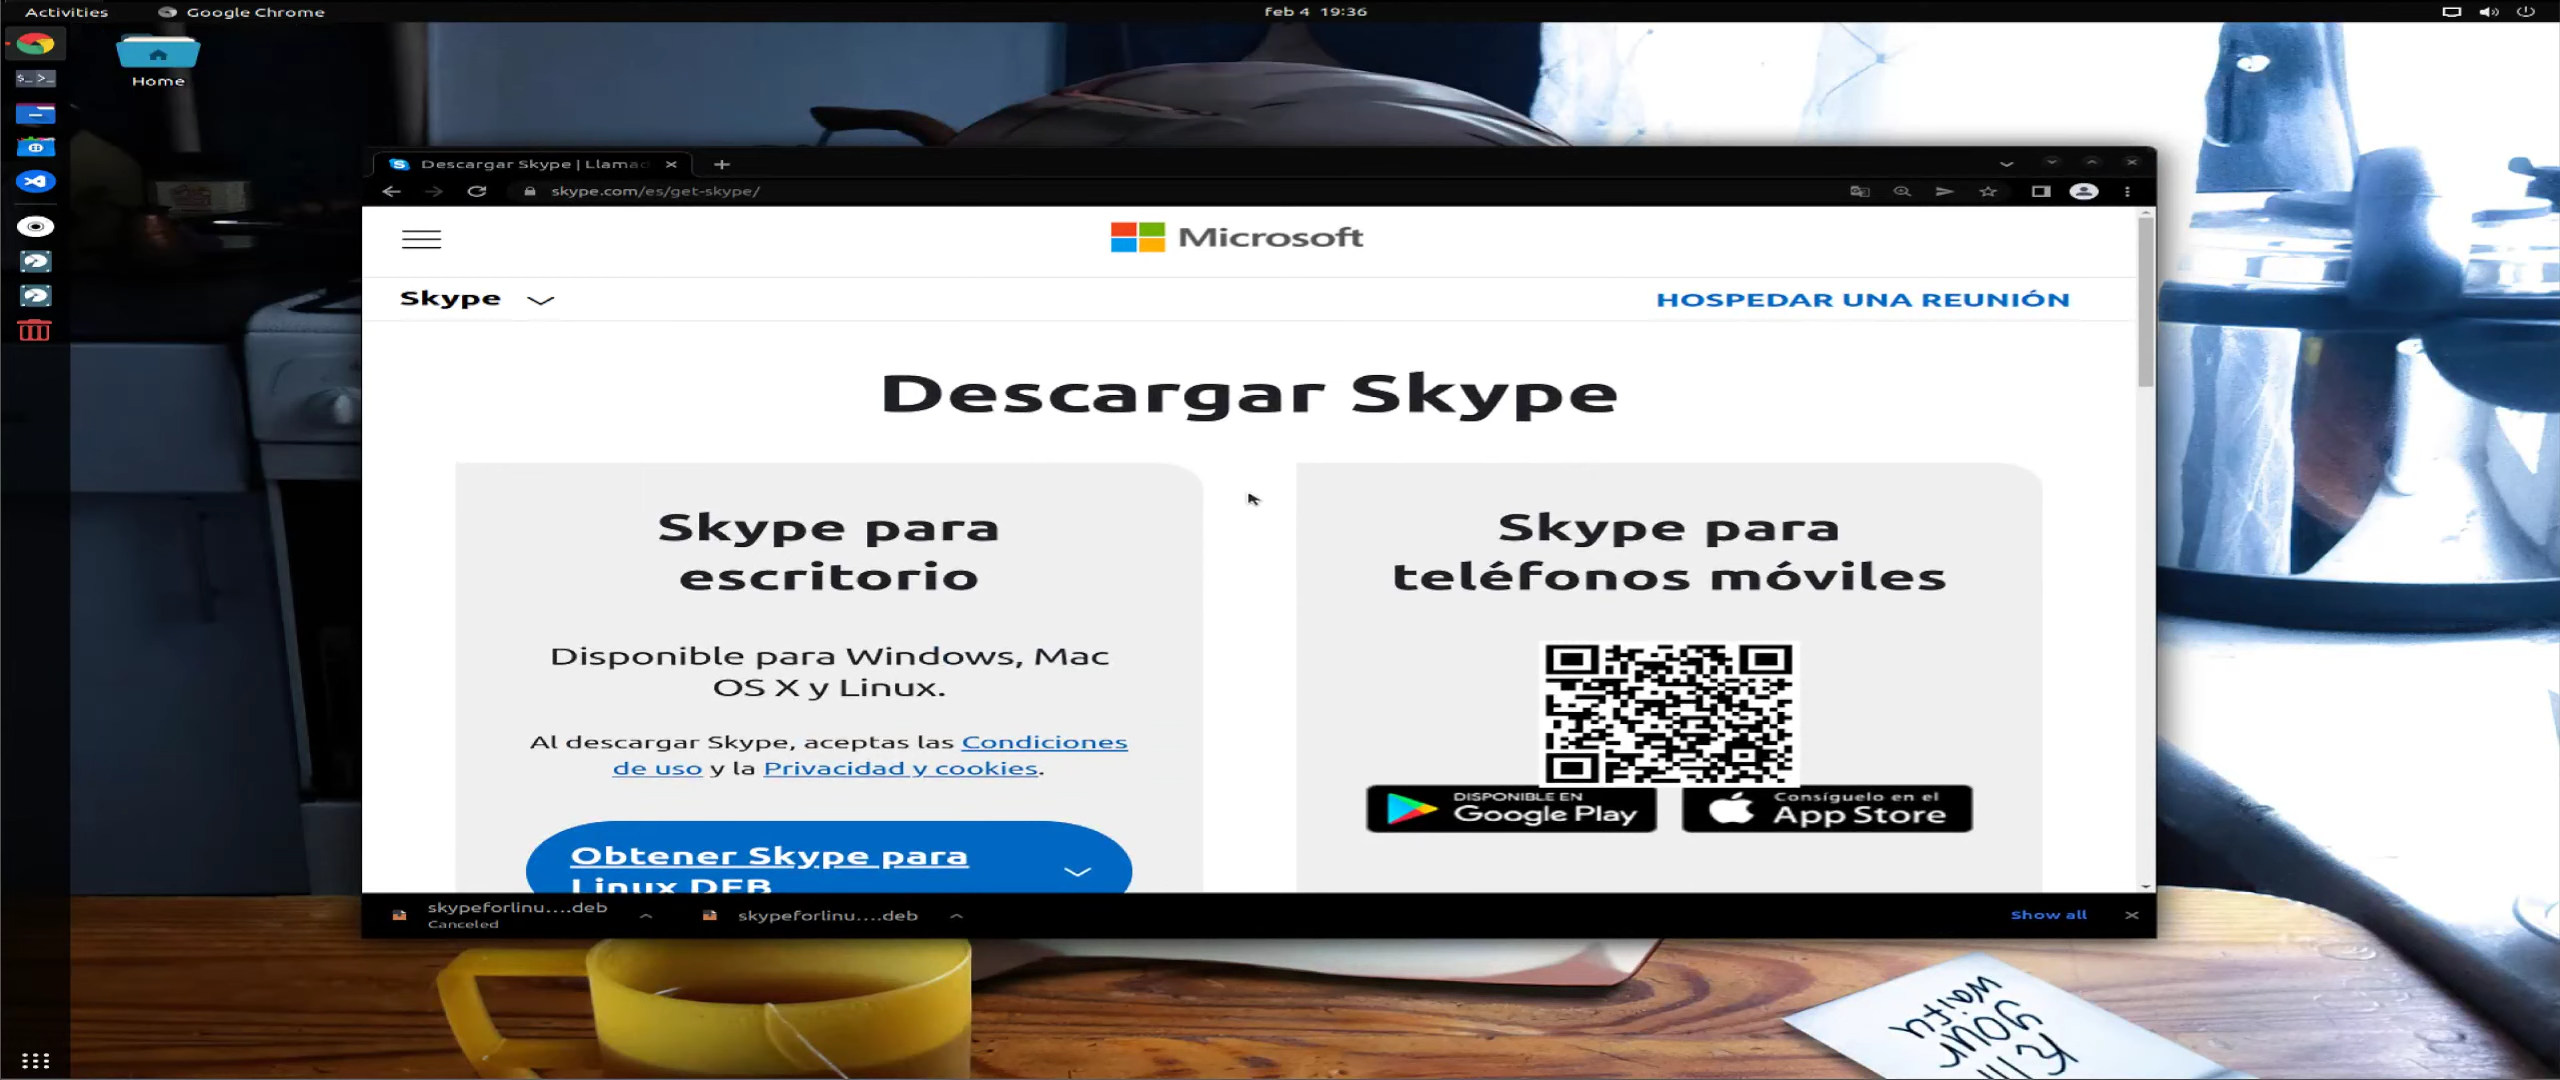 Activities
Google Chrome
feb 4 19:36
Home
Descargar Skype | Llamad
skype.com/es/get-skype/
Microsoft
Skype
HOSPEDAR UNA REUNIÓN
Descargar Skype
Skype para
escritorio
Disponible para Windows, Mac
OS X y Linux.
Al descargar Skype, aceptas las Condiciones
de uso y la Privacidad y cookies.
Obtener Skype para
Linux DEB
Skype para
teléfonos móviles
DISPONIBLE EN
Google Play
Consíguelo en el
App Store
skypeforlinu....deb
Canceled
skypeforlinu....deb
Show all
your
waifu